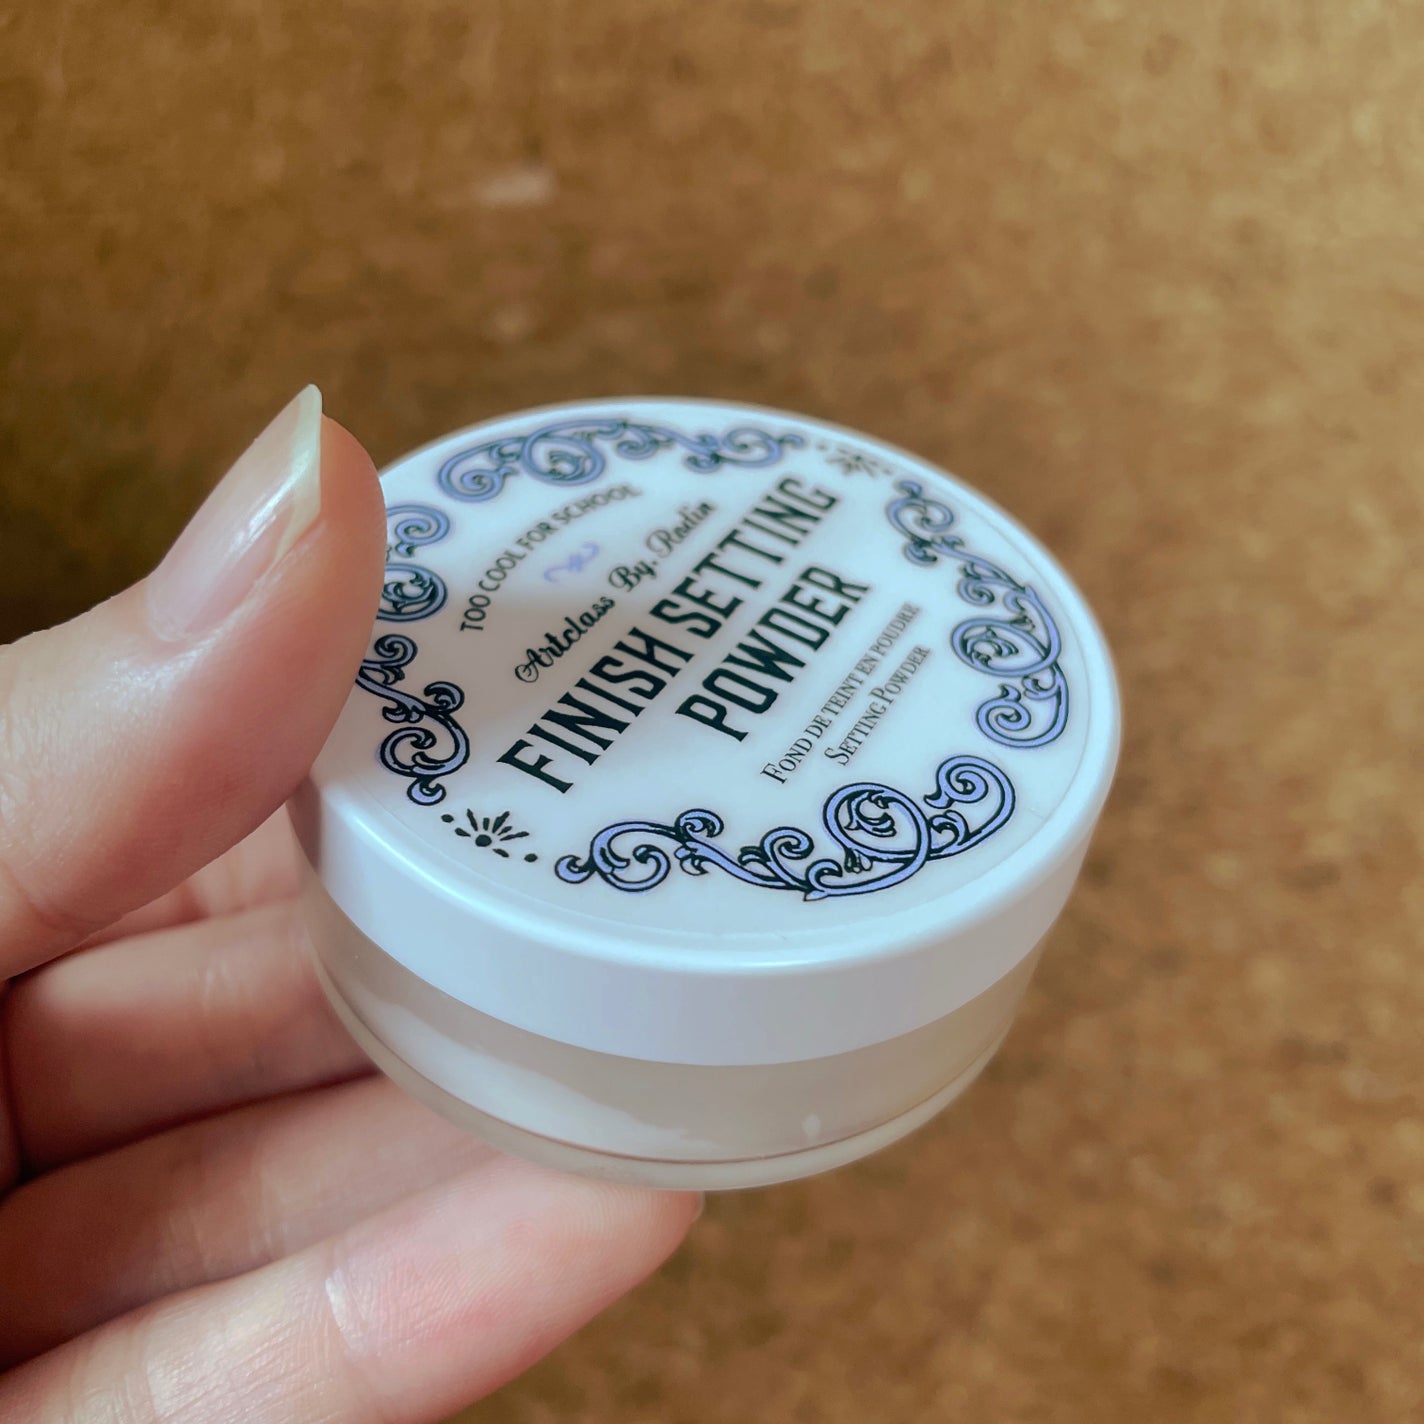 TOO COOL FOR SCHOOL
Artclass By. Rodin
FINISH SETTING
POWDER
FOND DE TEINT EN POUDRE
SETTING POWDER